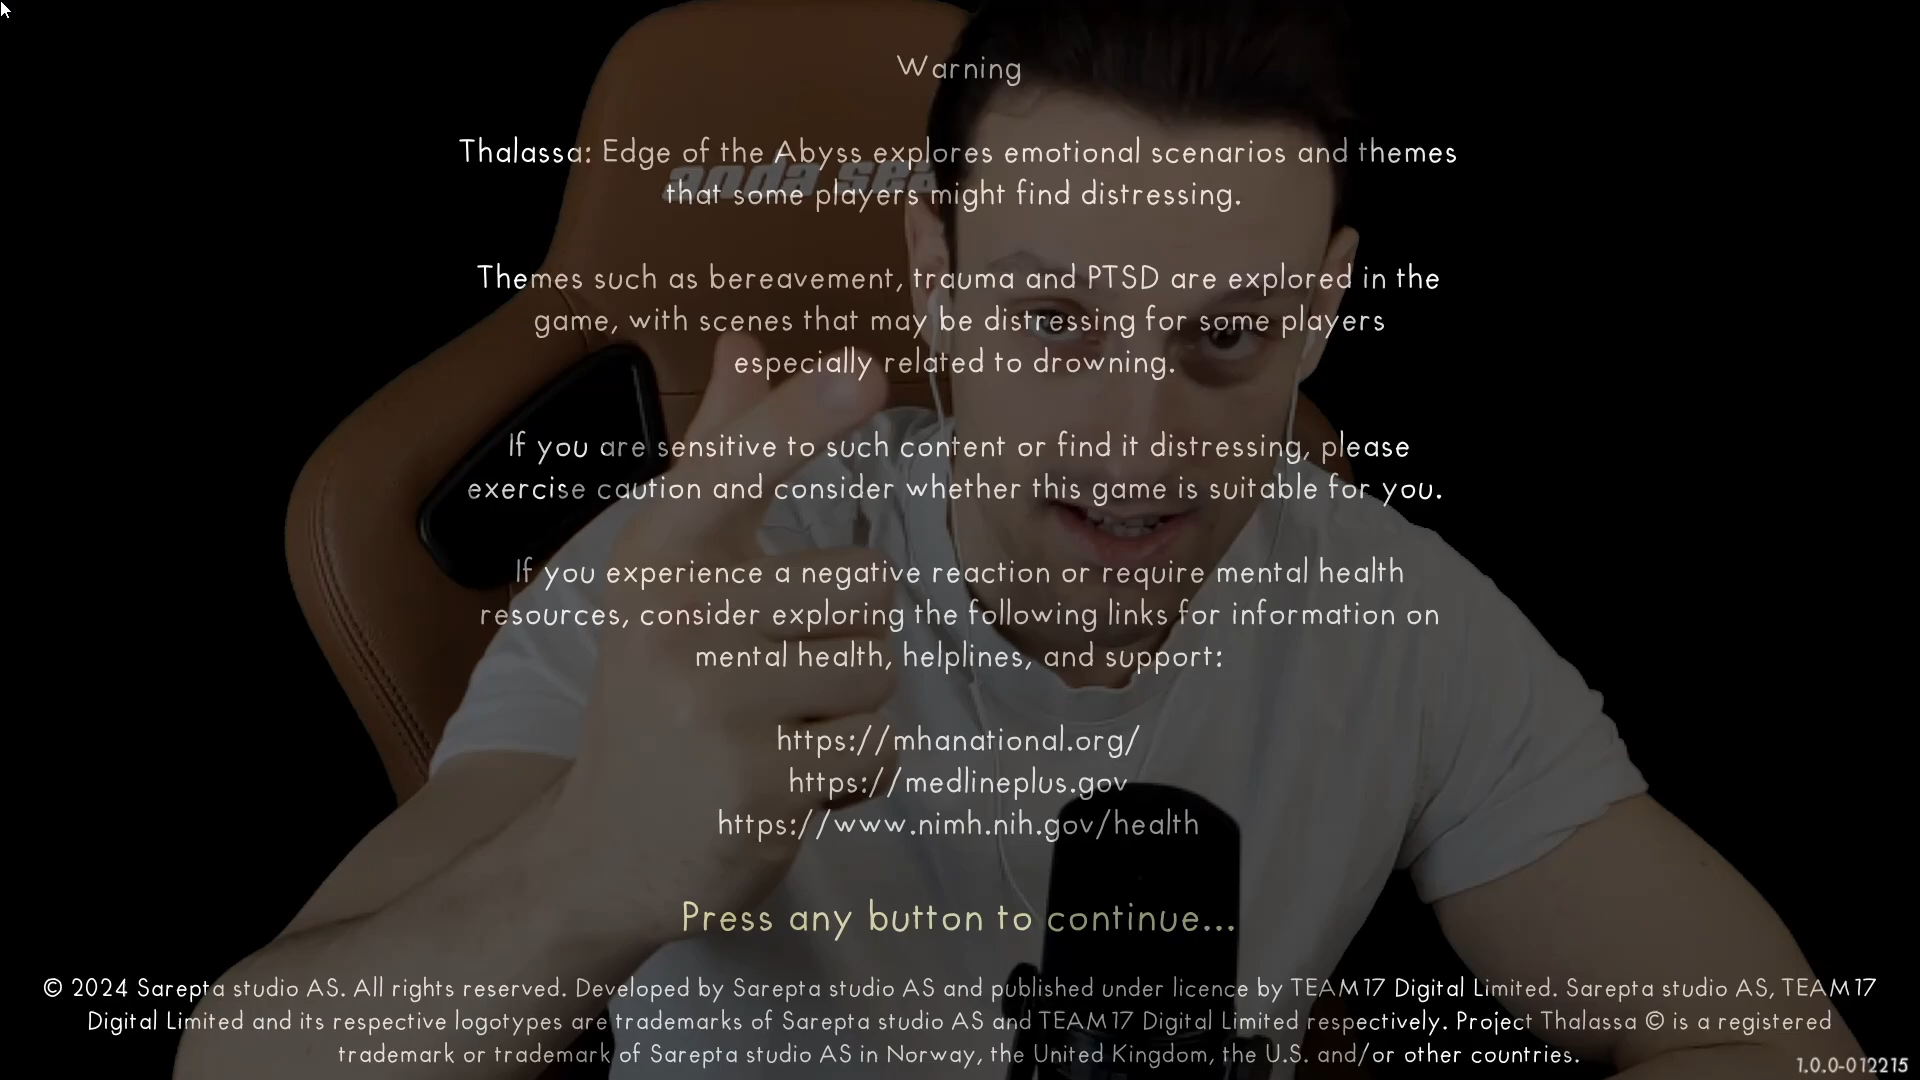 Warning
Thalassa: Edge of the Abyss explores emotional scenarios and themes
that some players might find distressing.
Themes such as bereavement, trauma and PTSD are explored in the
game, with scenes that may be distressing for some players
especially related to drowning.
If you are sensitive to such content or find it distressing, please
exercise caution and consider whether this game is suitable for you.
If you experience a negative reaction or require mental health
resources, consider exploring the following links for information on
mental health, helplines, and support:
https://mhanational.org/
https://medlineplus.gov
https://www.nimh.nih.gov/health
Press any button to continue...
© 2024 Sarepta studio AS. All rights reserved. Developed by Sarepta studio AS and published under licence by TEAM17 Digital Limited. Sarepta studio AS, TEAM17
Digital Limited and its respective logotypes are trademarks of Sarepta studio AS and TEAM17 Digital Limited respectively. Project Thalassa © is a registered
trademark or trademark of Sarepta studio AS in Norway, the United Kingdom, the U.S. and/or other countries.
1.0.0-012215